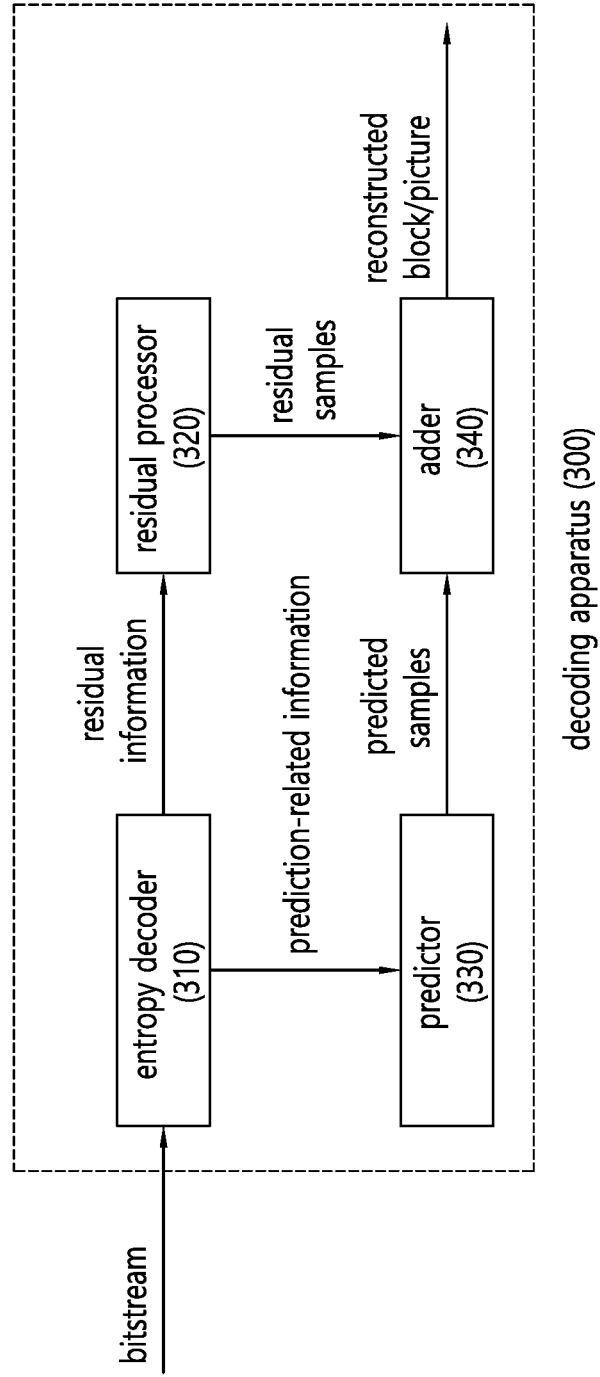 bitstream
entropy decoder
(310)
residual
information
residual processor
(320)
prediction-related information
residual
samples
predictor
(330)
predicted
samples
adder
(340)
reconstructed
block/picture
decoding apparatus (300)